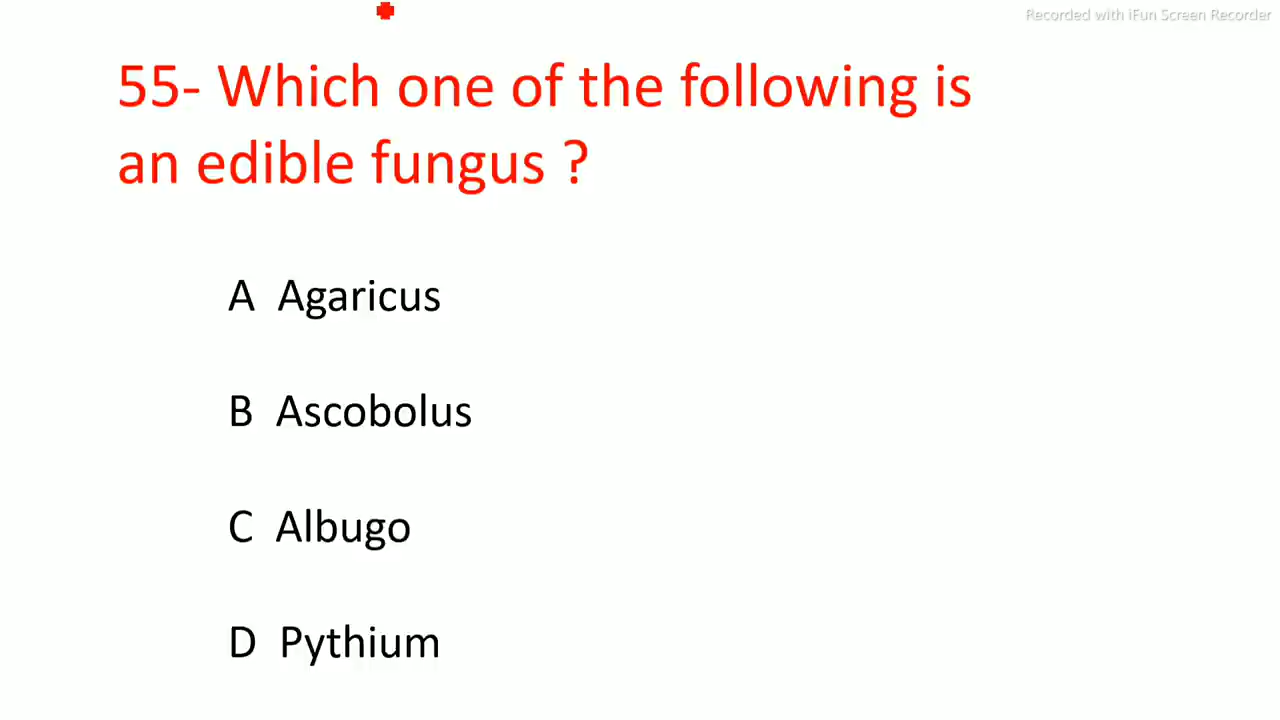 Recorded with iFun Screen Recorder
55- Which one of the following is
an edible fungus ?
A Agaricus
B Ascobolus
C Albugo
D Pythium